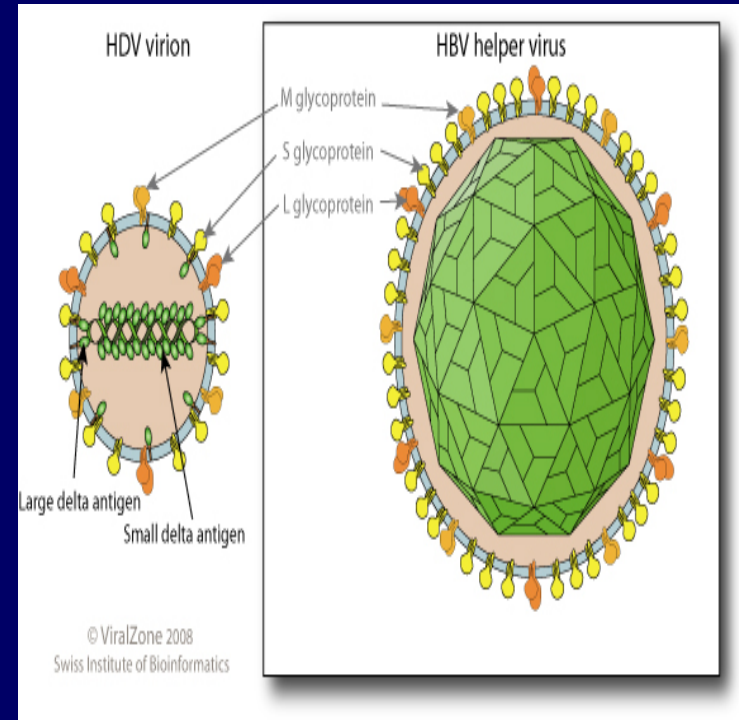 HDV virion
HBV helper virus
M glycoprotein
S glycoprotein
L glycoprotein
Large delta antigen
Small delta antigen
© ViralZone 2008
Swiss Institute of Bioinformatics